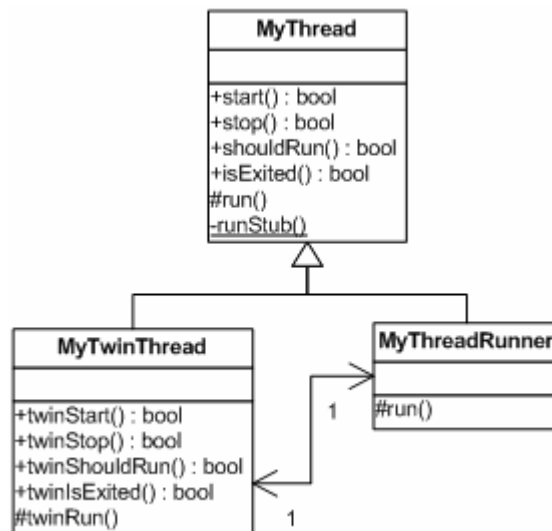 MyThread
+start() : bool
+stop() : bool
+shouldRun() : bool
+isExited() : bool
#run()
-runStub()
MyTwinThread
+twinStart() : bool
+twinStop() : bool
+twinShouldRun() : bool
+twinIsExited() : bool
#twinRun()
MyThreadRunner
#run()
1
1